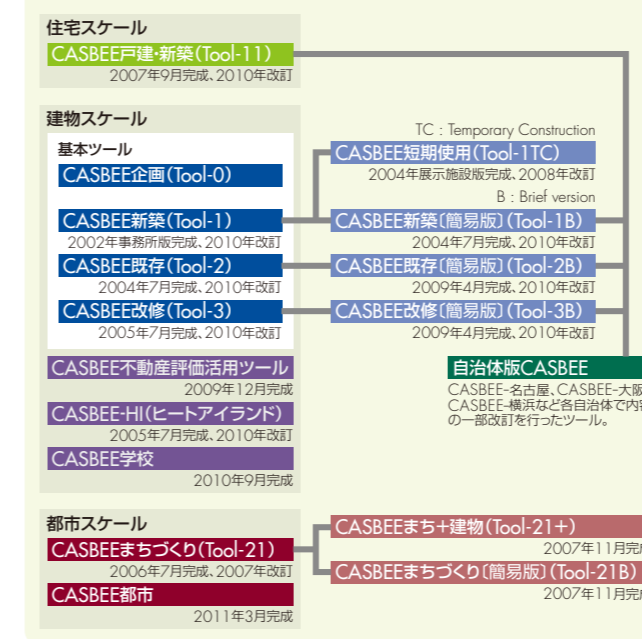 住宅スケール
CASBEE戸建・新築(Tool-11)
2007年9月完成、2010年改訂
建物スケール
基本ツール
CASBEE企画(Tool-0)
CASBEE新築(Tool-1)
2002年事務所版完成、2010年改訂
CASBEE既存(Tool-2)
2004年7月完成、2010年改訂
CASBEE改修(Tool-3)
2005年7月完成、2010年改訂
TC : Temporary Construction
CASBEE短期使用(Tool-1TC)
2004年展示施設版完成、2008年改訂
B : Brief version
CASBEE新築〔簡易版〕(Tool-1B)
2004年7月完成、2010年改訂
CASBEE既存〔簡易版〕(Tool-2B)
2009年4月完成、2010年改訂
CASBEE改修〔簡易版〕(Tool-3B)
2009年4月完成、2010年改訂
CASBEE不動産評価活用ツール
2009年12月完成
CASBEE-HI(ヒートアイランド)
2005年7月完成、2010年改訂
CASBEE学校
2010年9月完成
自治体版CASBEE
CASBEE-名古屋、CASBEE-大阪
CASBEE-横浜など各自治体で内容
の一部改訂を行ったツール。
都市スケール
CASBEEまちづくり(Tool-21)
2006年7月完成、2007年改訂
CASBEE都市
2011年3月完成
CASBEEまち+建物(Tool-21+)
2007年11月完成
CASBEEまちづくり〔簡易版〕(Tool-21B)
2007年11月完成